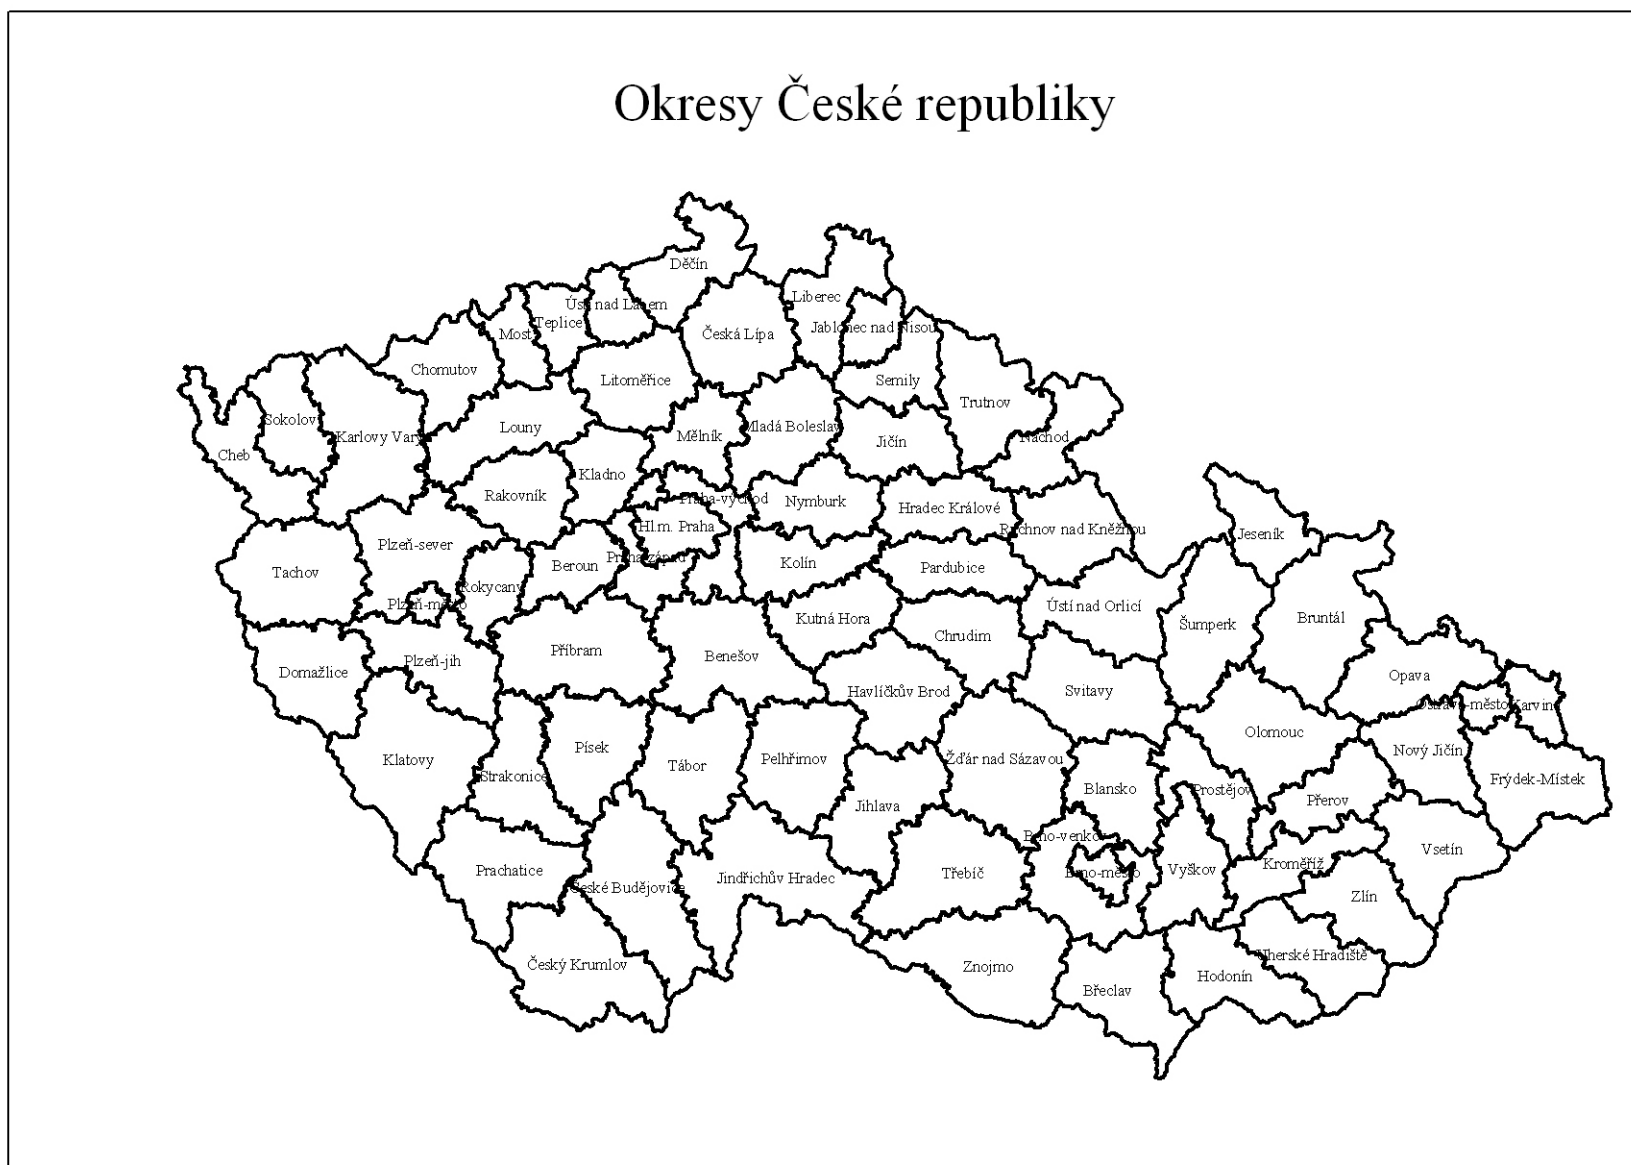 Okresy České republiky
Děčín
Liberec
Ústí nad Labem
Teplice
Most
Česká Lípa
Jablonec nad Nisou
Chomutov
Litoměřice
Semily
Trutnov
Sokolov
Karlovy Vary
Louny
Mělník
Mladá Boleslav
Jičín
Náchod
Cheb
Kladno
Rakovník
Praha-východ
Nymburk
Hradec Králové
Hl.m. Praha
Rychnov nad Kněžnou
Jeseník
Plzeň-sever
Praha-západ
Tachov
Beroun
Kolín
Pardubice
Rokycany
Plzeň-město
Kutná Hora
Ústí nad Orlicí
Bruntál
Šumperk
Chrudim
Příbram
Benešov
Plzeň-jih
Domažlice
Opava
Havlíčkův Brod
Svitavy
Ostrava-město
Karviná
Olomouc
Písek
Nový Jičín
Klatovy
Tábor
Pelhřimov
Žďár nad Sázavou
Strakonice
Frýdek-Místek
Blansko
Prostějov
Přerov
Jihlava
Brno-venkov
Vsetín
Kroměříž
Prachatice
Třebíč
Brno-město
Vyškov
Jindřichův Hradec
České Budějovice
Zlín
Uherské Hradiště
Český Krumlov
Znojmo
Hodonín
Břeclav